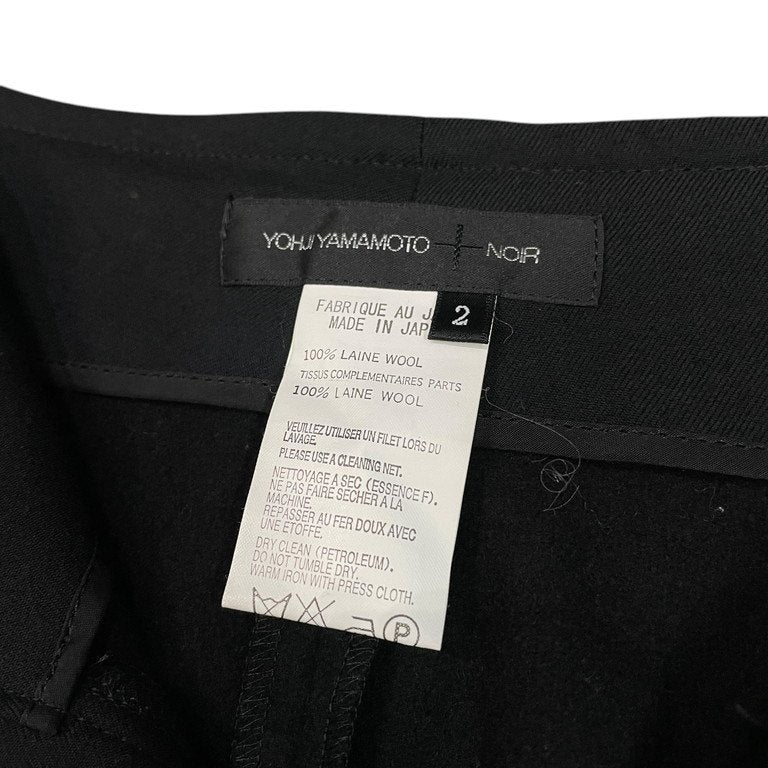 YOHJI YAMAMOTO NOIR
2
FABRIQUE AU
MADE IN
100% LAINE WOOL
TISSUS COMPLEMENTAIRES PARTS
100% LAINE WOOL
VEUILLEZ UTILISER UN FILET LORS DU
LAVAGE.
PLEASE USE A CLEANING NET.
NETTOYAGE A SEC (ESSENCE F).
NE PAS FAIRE SECHER A LA
MACHINE.
REPASSER AU FER DOUX AVEC
UNE ETOFFE.
DRY CLEAN (PETROLEUM).
DO NOT TUMBLE DRY.
WARM IRON WITH PRESS CLOTH.
P